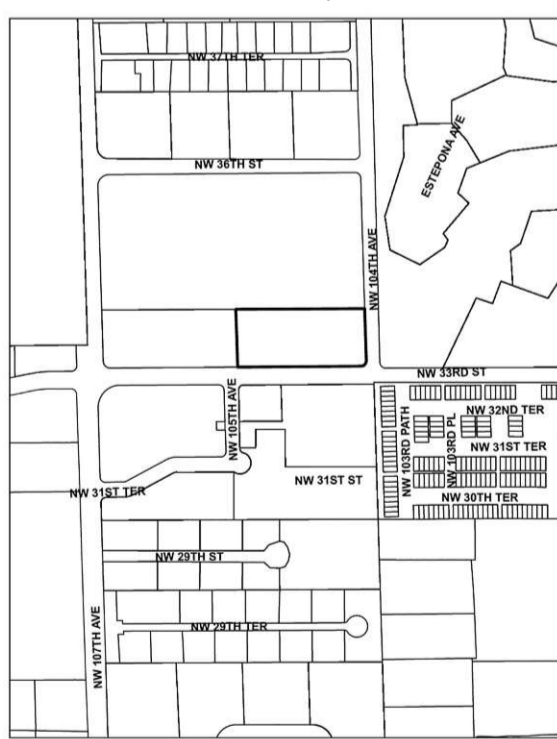 NW 37TH TER
NW 36TH ST
ESTEPONA AVE
NW 104TH AVE
NW 33RD ST
NW 105TH AVE
NW 32ND TER
NW 103RD PATH
NW 103RD PL
NW 31ST TER
NW 31ST ST
NW 31ST TER
NW 30TH TER
NW 29TH ST
NW 29TH TER
NW 107TH AVE